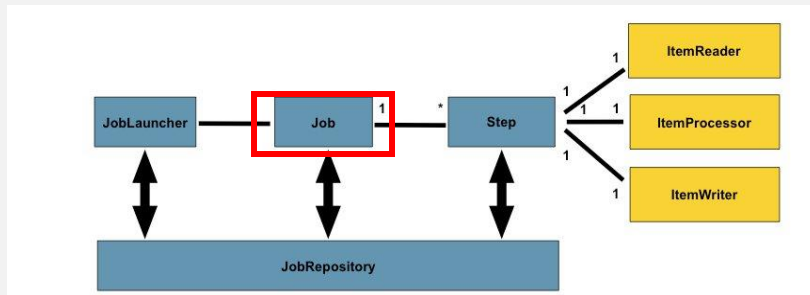 ItemReader
1
1
JobLauncher
Job
1
*
Step
1
1
ItemProcessor
1
1
ItemWriter
JobRepository